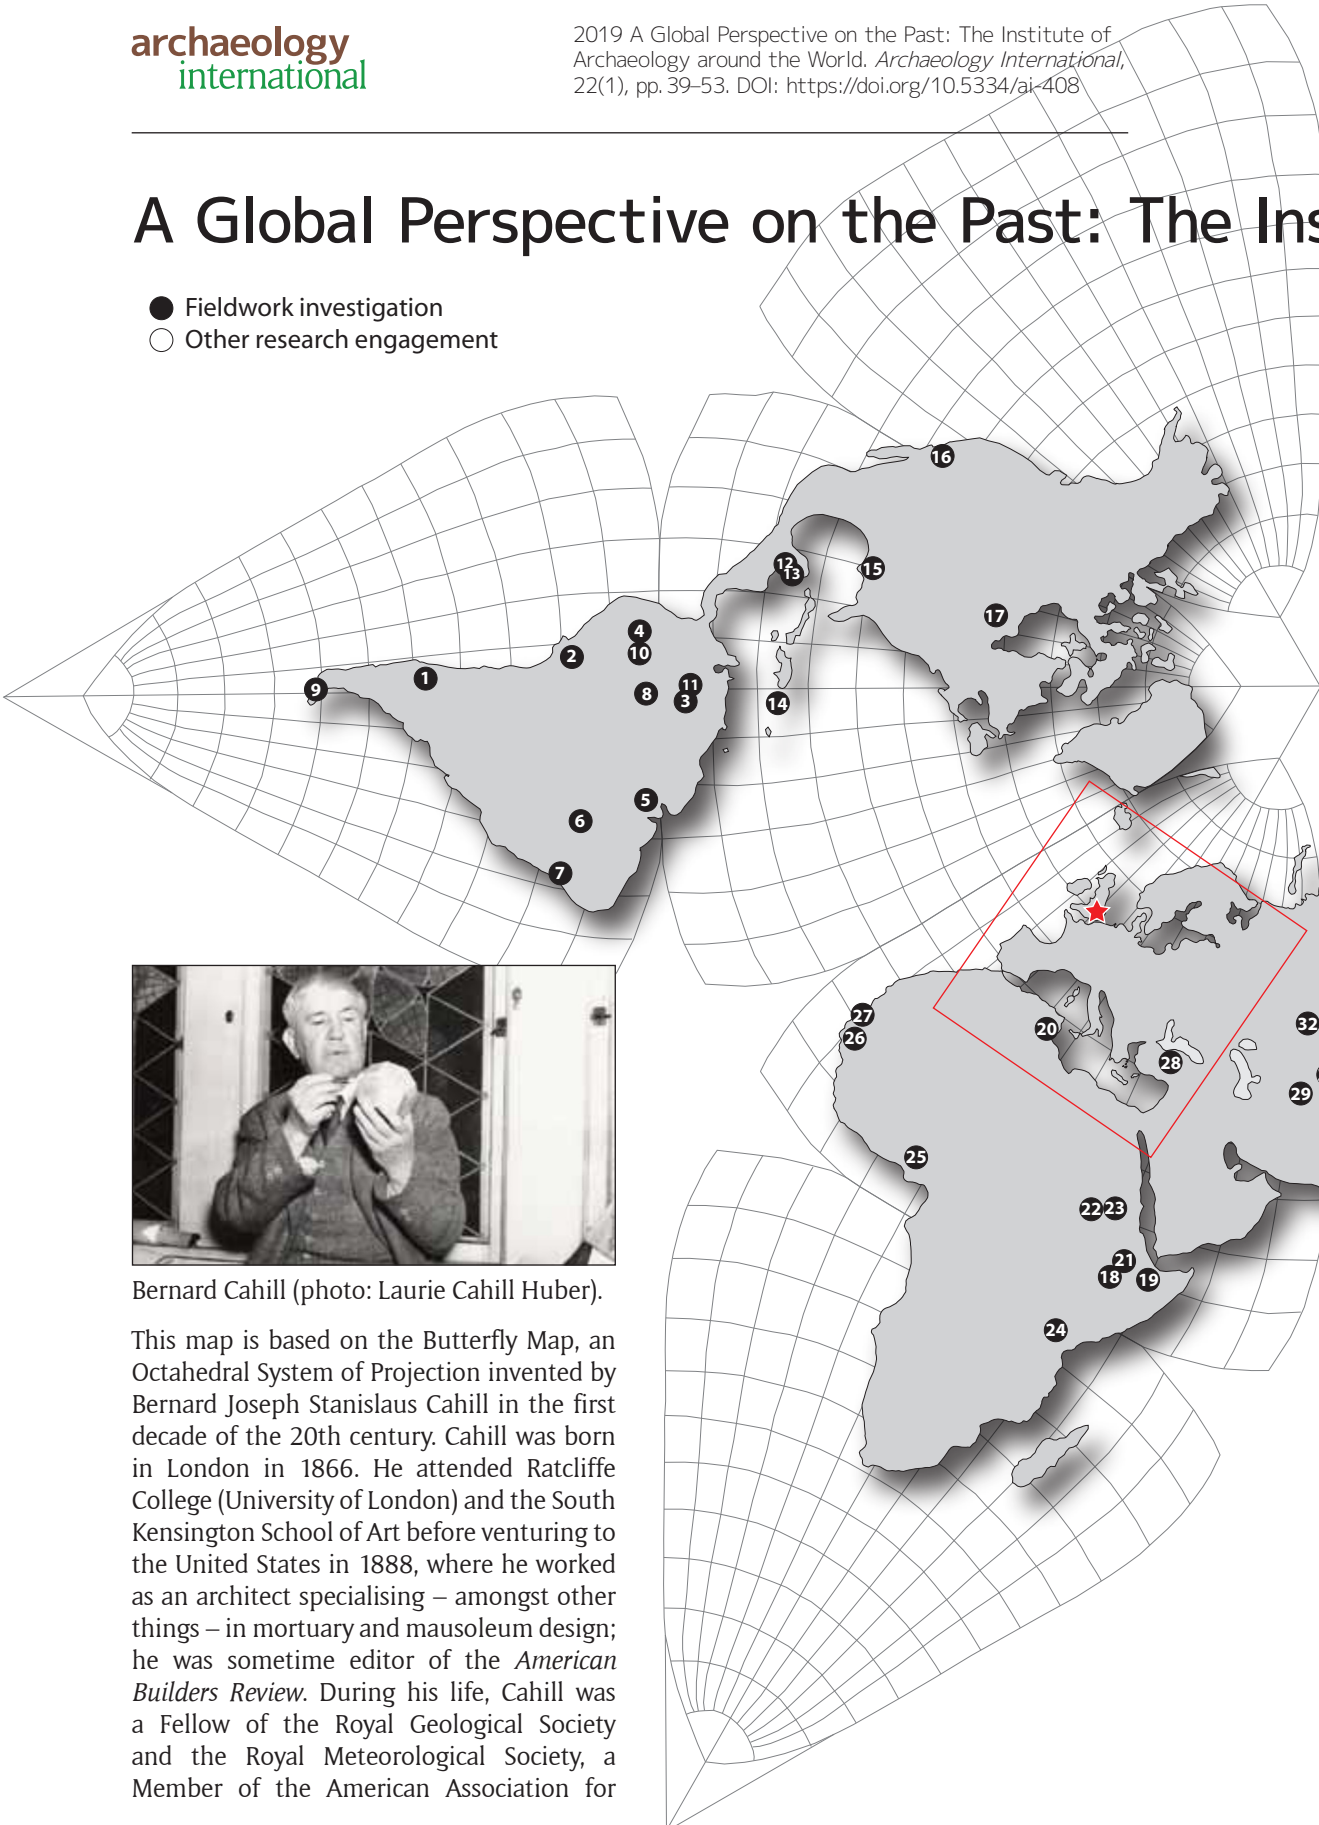 archaeology
international
2019 A Global Perspective on the Past: The Institute of
Archaeology around the World. Archaeology International,
22(1), pp. 39–53. DOI: https://doi.org/10.5334/ai-408
A Global Perspective on the Past: The Ins
Fieldwork investigation
Other research engagement
16
12
13
15
17
4
10
2
1
9
11
8
3
14
5
6
7
27
26
20
28
32
29
25
22
23
21
18
19
24
Bernard Cahill (photo: Laurie Cahill Huber).
This map is based on the Butterfly Map, an
Octahedral System of Projection invented by
Bernard Joseph Stanislaus Cahill in the first
decade of the 20th century. Cahill was born
in London in 1866. He attended Ratcliffe
College (University of London) and the South
Kensington School of Art before venturing to
the United States in 1888, where he worked
as an architect specialising – amongst other
things – in mortuary and mausoleum design;
he was sometime editor of the American
Builders Review. During his life, Cahill was
a Fellow of the Royal Geological Society
and the Royal Meteorological Society, a
Member of the American Association for